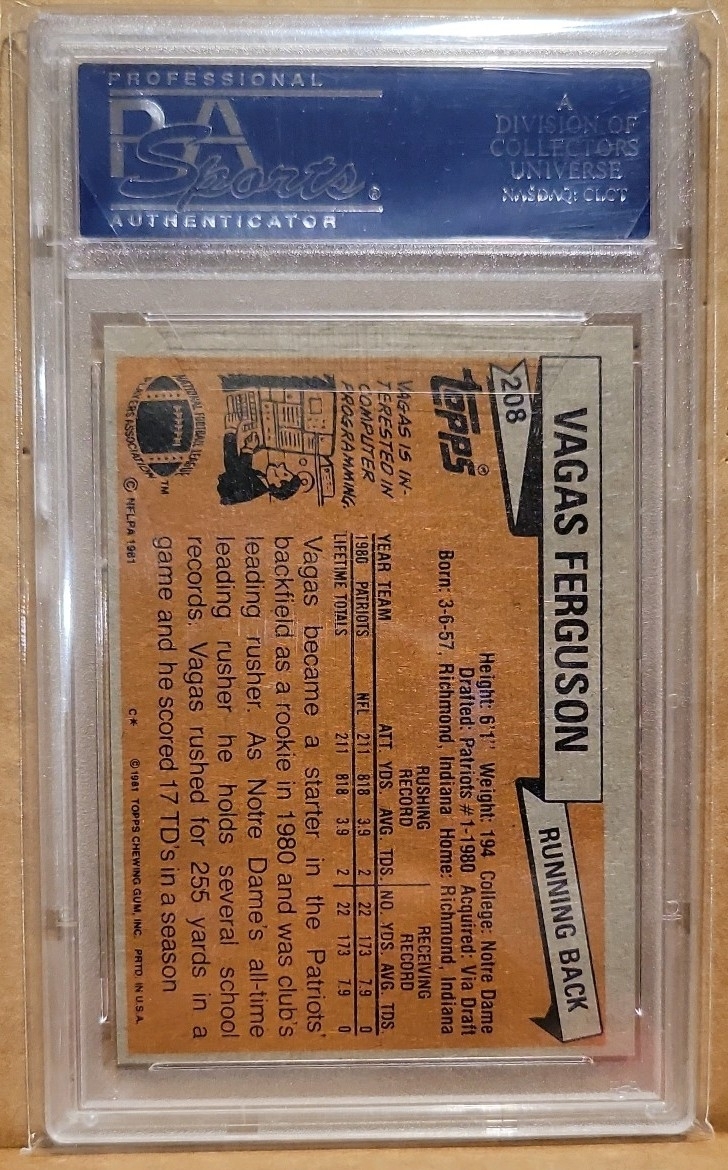 PROFESSIONAL
PSA
Sports®
AUTHENTICATOR
A
DIVISION OF
COLLECTORS
UNIVERSE
NASDAQ: CLCT
208
VAGAS FERGUSON
RUNNING BACK
topps®
Height: 6'1" Weight: 194 College: Notre Dame
Drafted: Patriots #1-1980 Acquired: Via Draft
Born: 3-6-57, Richmond, Indiana Home: Richmond, Indiana
VAGAS IS IN-
TERESTED IN
COMPUTER
PROGRAMMING.
RUSHING RECEIVING
RECORD RECORD
YEAR TEAM ATT. YDS. AVG. TDS. NO. YDS. AVG. TDS.
1980 PATRIOTS NFL 211 818 3.9 2 22 173 7.9 0
LIFETIME TOTALS 211 818 3.9 2 22 173 7.9 0
Vagas became a starter in the Patriots'
backfield as a rookie in 1980 and was club's
leading rusher. As Notre Dame's all-time
leading rusher he holds several school
records. Vagas rushed for 255 yards in a
game and he scored 17 TD's in a season
NATIONAL FOOTBALL LEAGUE
PLAYERS ASSOCIATION
TM
© NFLPA 1981
C* ©1981 TOPPS CHEWING GUM, INC. PRTD. IN U.S.A.